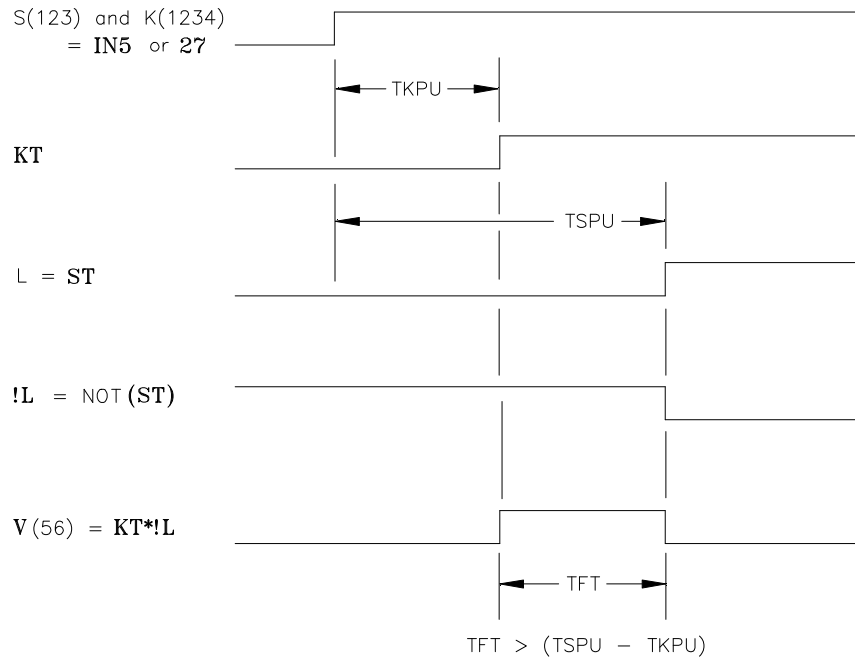 S(123) and K(1234)
= IN5 or 27
TKPU
KT
TSPU
L = ST
!L = NOT(ST)
V(56) = KT*!L
TFT
TFT > (TSPU - TKPU)